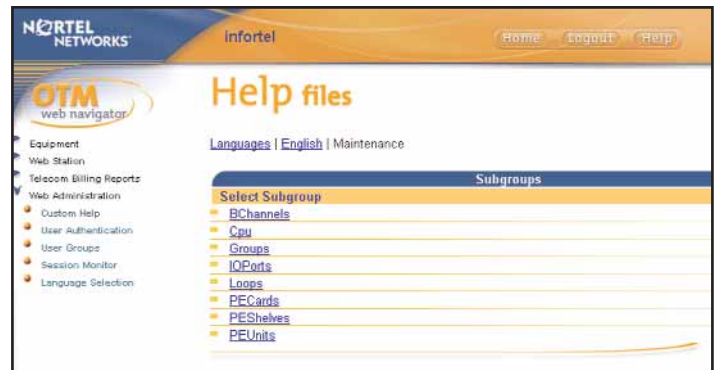 NORTEL
NETWORKS
infortel
Home Logout Help
OTM
web navigator
Equipment
Web Station
Telecom Billing Reports
Web Administration
Custom Help
User Authentication
User Groups
Session Monitor
Language Selection
Help files
Languages | English | Maintenance
Subgroups
Select Subgroup
BChannels
Cpu
Groups
IOPorts
Loops
PECards
PEShelves
PEUnits